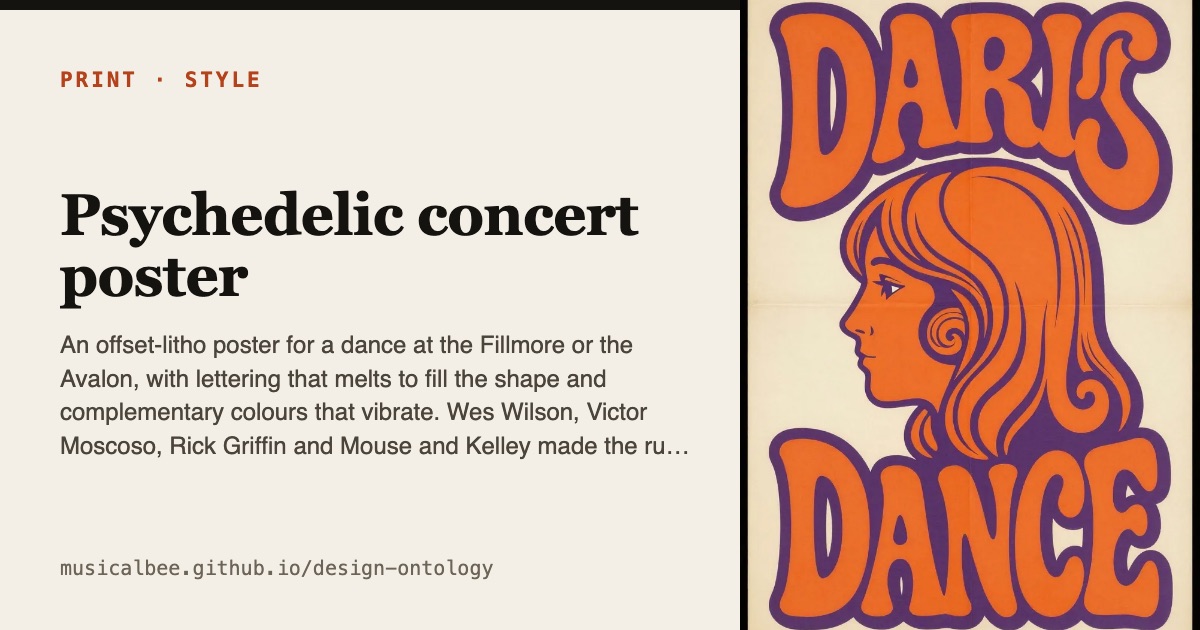 PRINT · STYLE
Psychedelic concert
poster
An offset-litho poster for a dance at the Fillmore or the
Avalon, with lettering that melts to fill the shape and
complementary colours that vibrate. Wes Wilson, Victor
Moscoso, Rick Griffin and Mouse and Kelley made the ru…
musicalbee.github.io/design-ontology
DARIS
DANCE